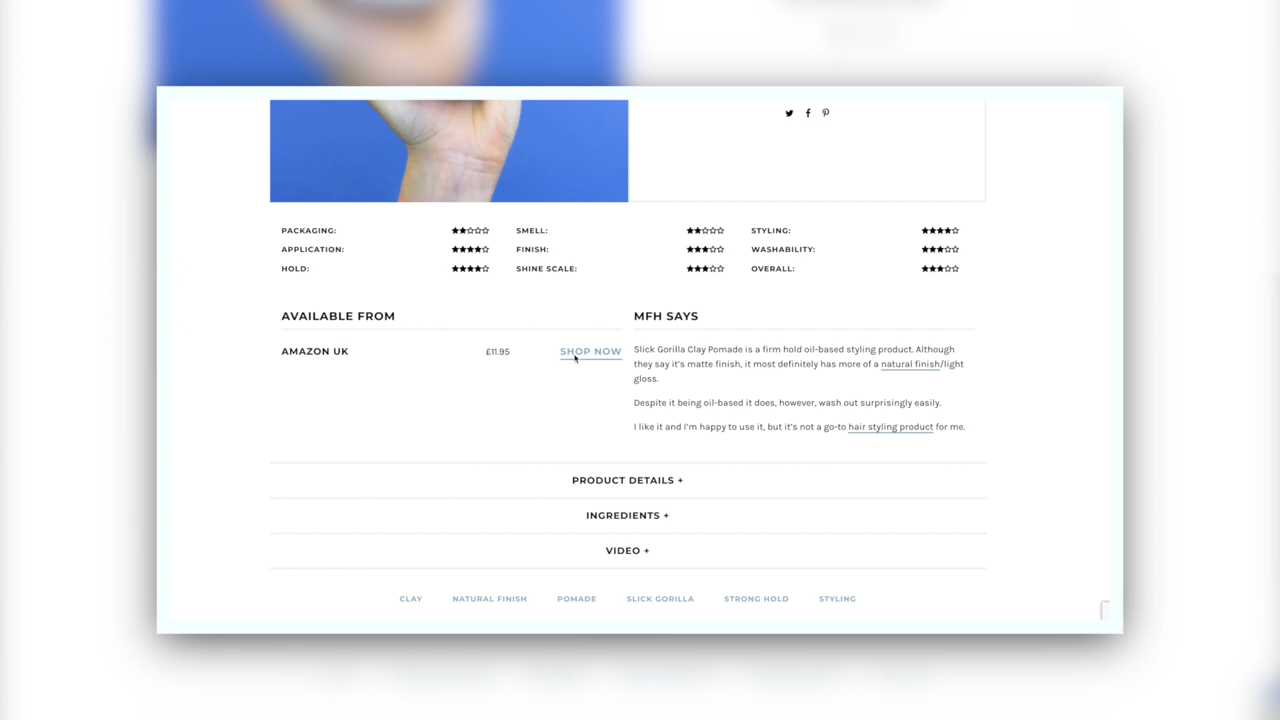 PACKAGING: ★★☆☆☆ SMELL: ★★☆☆☆ STYLING: ★★★★☆
APPLICATION: ★★★★☆ FINISH: ★★★☆☆ WASHABILITY: ★★★☆☆
HOLD: ★★★★☆ SHINE SCALE: ★★★☆☆ OVERALL: ★★★☆☆
AVAILABLE FROM
AMAZON UK £11.95 SHOP NOW
MFH SAYS
Slick Gorilla Clay Pomade is a firm hold oil-based styling product. Although
they say it's matte finish, it most definitely has more of a natural finish/light
gloss.
Despite it being oil-based it does, however, wash out surprisingly easily.
I like it and I'm happy to use it, but it's not a go-to hair styling product for me.
PRODUCT DETAILS +
INGREDIENTS +
VIDEO +
CLAY NATURAL FINISH POMADE SLICK GORILLA STRONG HOLD STYLING